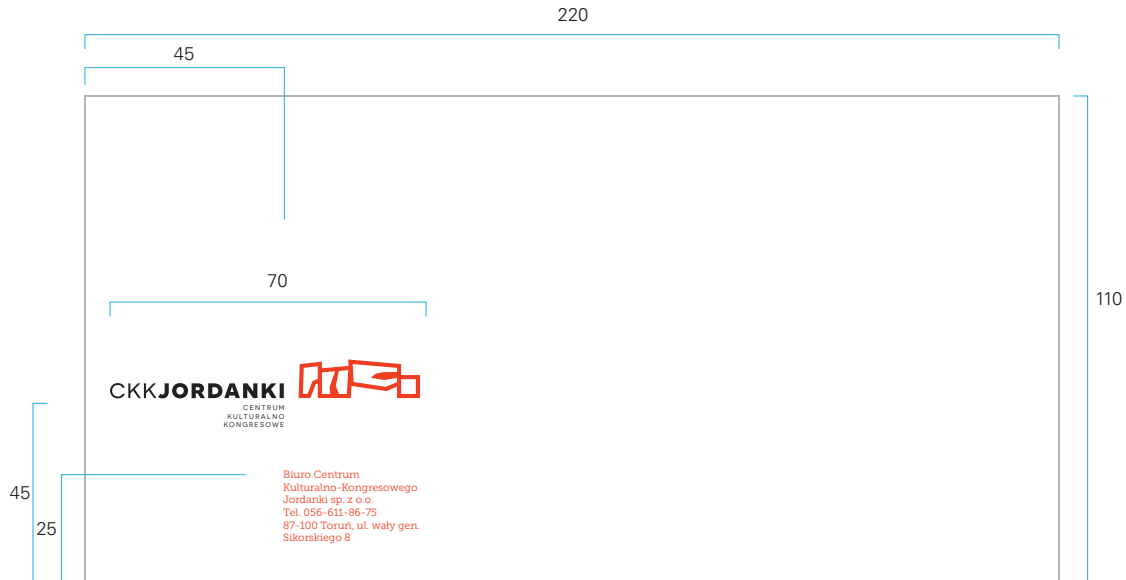 220
45
70
110
CKKJORDANKI
CENTRUM
KULTURALNO
KONGRESOWE
Biuro Centrum
Kulturalno-Kongresowego
Jordanki sp. z o.o.
Tel. 056-611-86-75
87-100 Toruń, ul. wały gen.
Sikorskiego 8
45
25